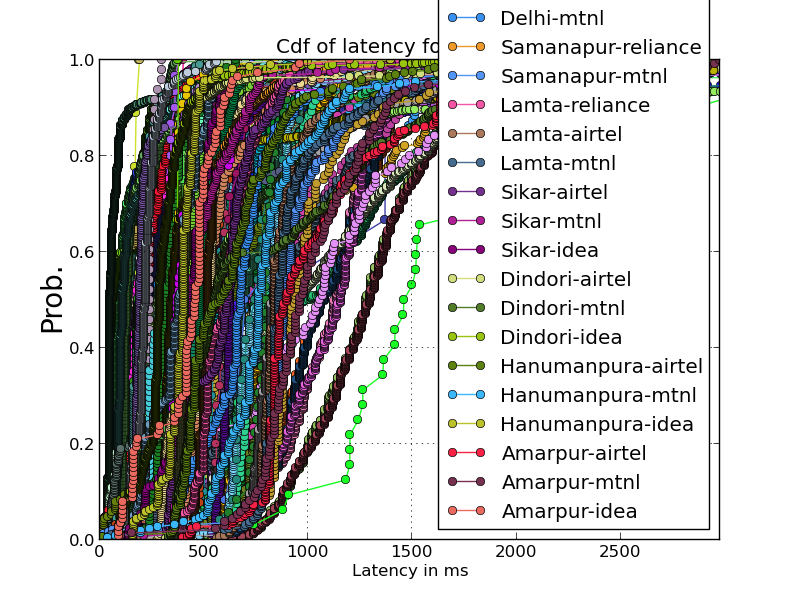 Cdf of latency fo
Delhi-mtnl
Samanapur-reliance
Samanapur-mtnl
Lamta-reliance
Lamta-airtel
Lamta-mtnl
Sikar-airtel
Sikar-mtnl
Sikar-idea
Dindori-airtel
Dindori-mtnl
Dindori-idea
Hanumanpura-airtel
Hanumanpura-mtnl
Hanumanpura-idea
Amarpur-airtel
Amarpur-mtnl
Amarpur-idea
Prob.
1.0
0.8
0.6
0.4
0.2
0.0
0 500 1000 1500 2000 2500
Latency in ms